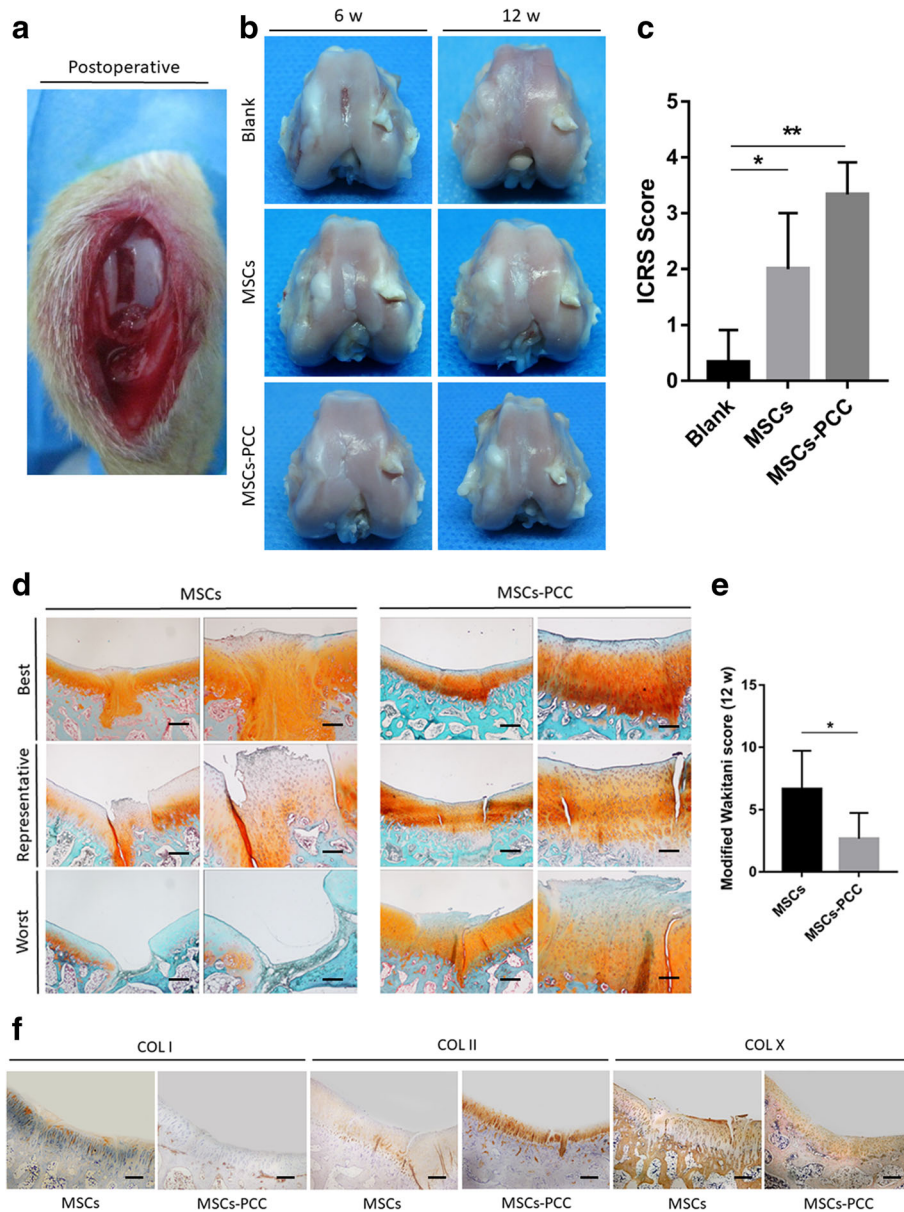 a
Postoperative
b
6 w
12 w
Blank
MSCs
MSCs-PCC
c
ICRS Score
5
4
3
2
1
0
**
*
Blank
MSCs
MSCs-PCC
d
MSCs
MSCs-PCC
Best
Representative
Worst
e
Modified Wakitani score (12 w)
15
10
5
0
*
MSCs
MSCs-PCC
f
COL I
COL II
COL X
MSCs
MSCs-PCC
MSCs
MSCs-PCC
MSCs
MSCs-PCC